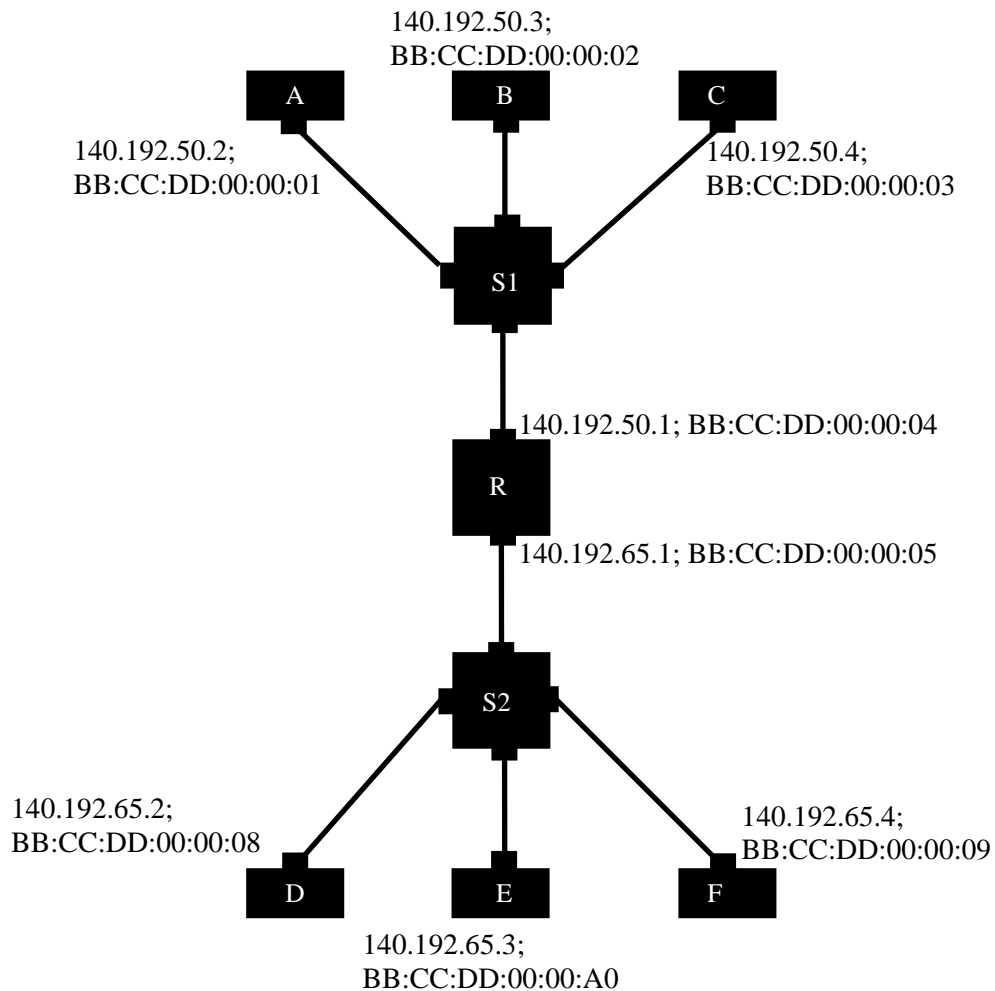 140.192.50.3;
BB:CC:DD:00:00:02
A
B
C
140.192.50.2;
BB:CC:DD:00:00:01
140.192.50.4;
BB:CC:DD:00:00:03
S1
140.192.50.1; BB:CC:DD:00:00:04
R
140.192.65.1; BB:CC:DD:00:00:05
S2
140.192.65.2;
BB:CC:DD:00:00:08
140.192.65.4;
BB:CC:DD:00:00:09
D
E
F
140.192.65.3;
BB:CC:DD:00:00:A0